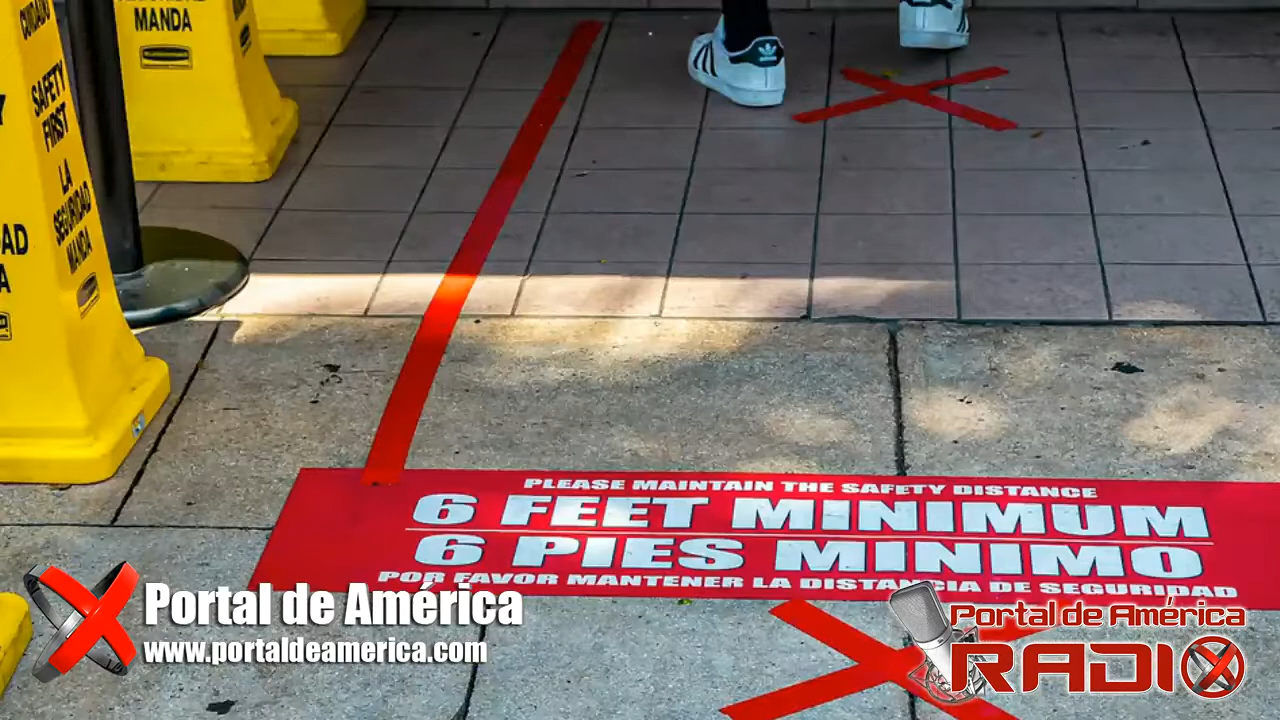 CUIDADO
SAFETY
FIRST
LA
SEGURIDAD
MANDA
MANDA
PLEASE MAINTAIN THE SAFETY DISTANCE
6 FEET MINIMUM
6 PIES MINIMO
POR FAVOR MANTENER LA DISTANCIA DE SEGURIDAD
Portal de América
www.portaldeamerica.com
Portal de América
RADIO